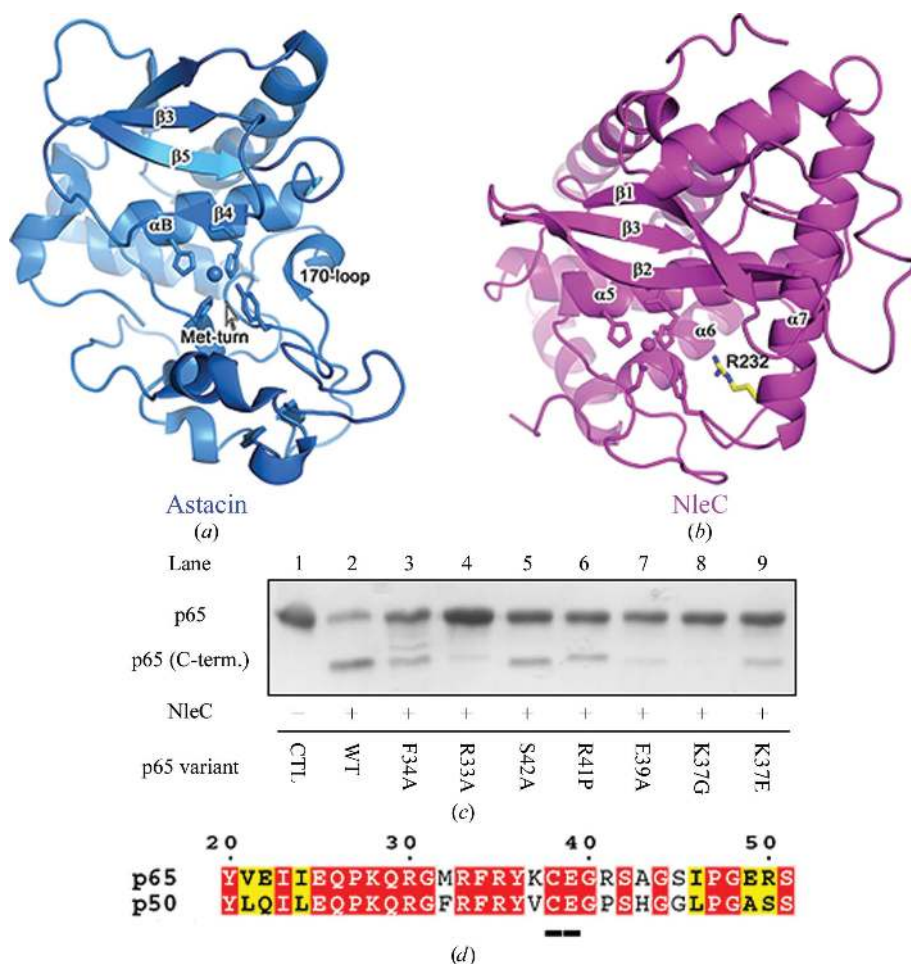 β3
β5
β4
αB
170-loop
Met-turn
Astacin
(a)
β1
β3
β2
α5
α6
α7
R232
NleC
(b)
Lane 1 2 3 4 5 6 7 8 9
p65
p65 (C-term.)
NleC − + + + + + + + +
p65 variant CTL WT F34A R33A S42A R41P E39A K37G K37E
(c)
20 30 40 50
p65 YVEIIEQPKQRGMRFRYKCEGRSAGSIPGERS
p50 YLQILEQPKQRGFRFRYVCEGPSHGGLPGASS
(d)